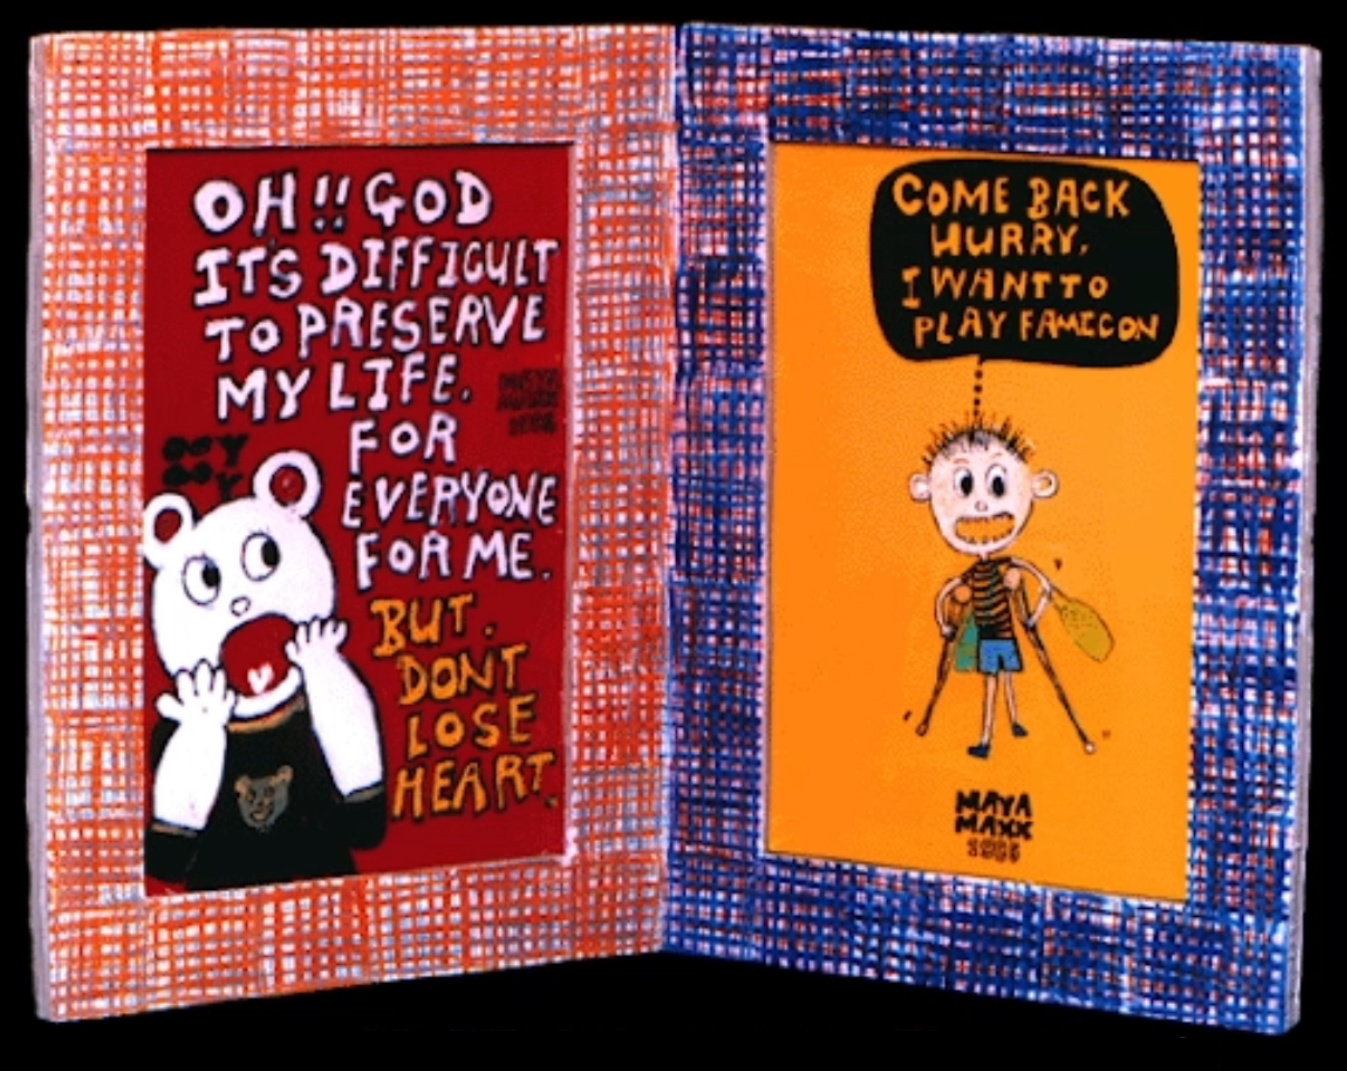 OH!! GOD
IT'S DIFFICULT
TO PRESERVE
MY LIFE.
FOR
EVERYONE
FOR ME.
BUT.
DON'T
LOSE
HEART.
COME BACK
HURRY,
I WANT TO
PLAY FAMICON
MAYA
MAXX